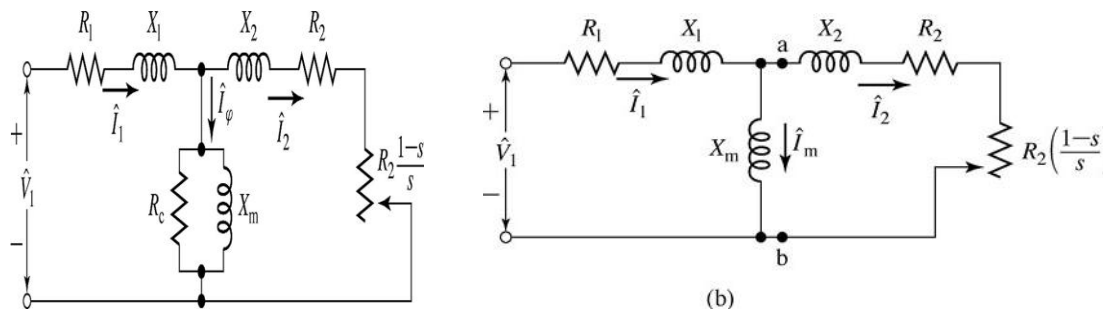 R₁ X₁ X₂ R₂
+ Î₁ Îφ Î₂
V̂₁
R₂ 1−s/s
−
Rc Xm
R₁ X₁ a X₂ R₂
+ Î₁ Î₂
V̂₁
Xm Îm R₂(1−s/s
−
b
(b)